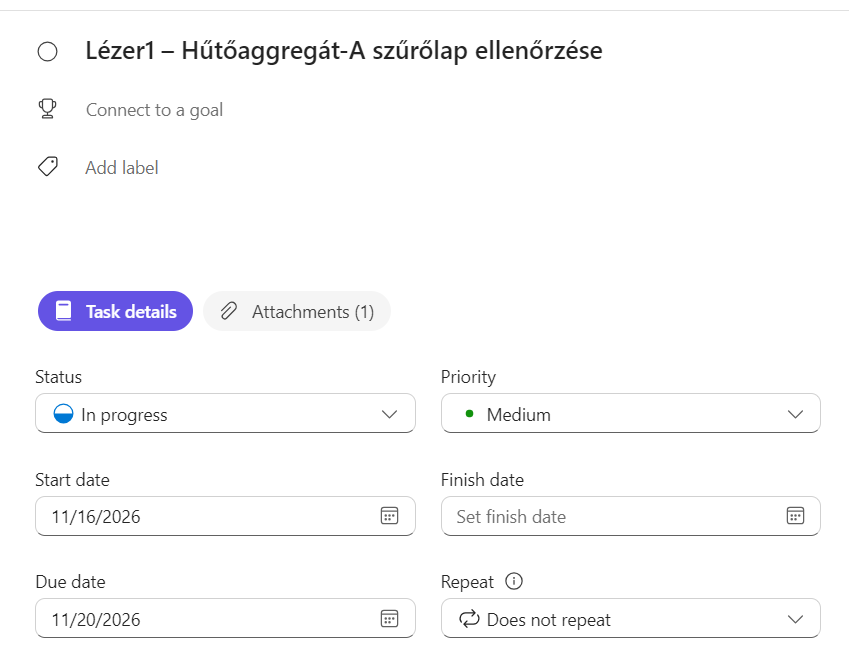 Lézer1 – Hűtőaggregát-A szűrőlap ellenőrzése
Connect to a goal
Add label
Task details
Attachments (1)
Status
Priority
In progress
Medium
Start date
Finish date
11/16/2026
Set finish date
Due date
Repeat
11/20/2026
Does not repeat